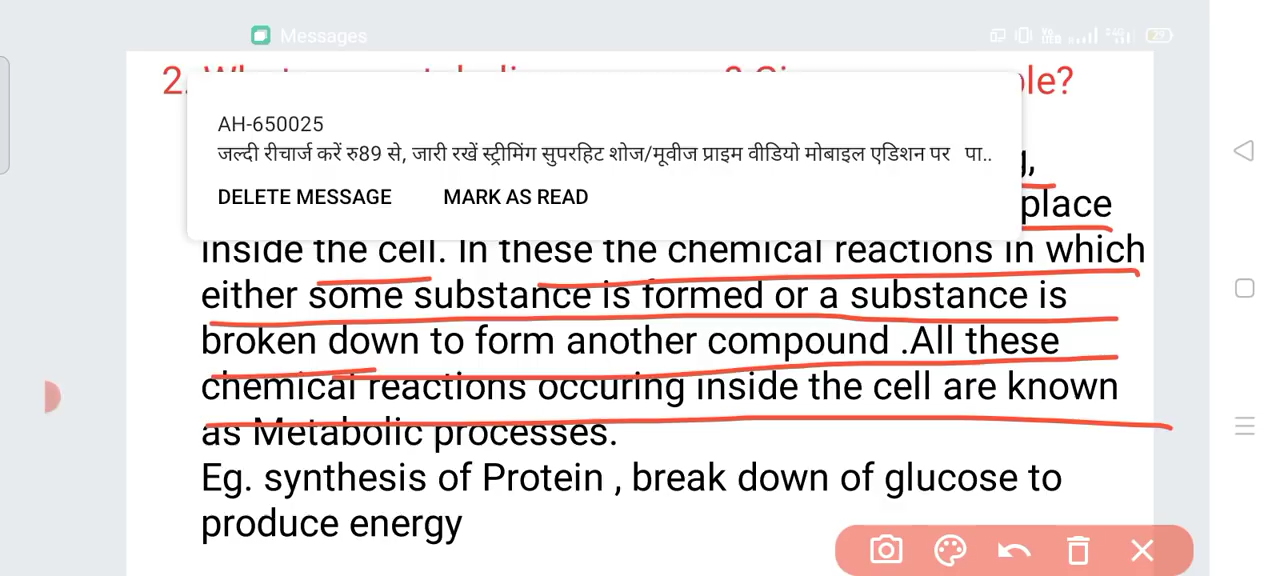 Messages
29
2. ole?
AH-650025
जल्दी रीचार्ज करें रु89 से, जारी रखें स्ट्रीमिंग सुपरहिट शोज/मूवीज प्राइम वीडियो मोबाइल एडिशन पर पा..
DELETE MESSAGE MARK AS READ
place
inside the cell. In these the chemical reactions in which
either some substance is formed or a substance is
broken down to form another compound .All these
chemical reactions occuring inside the cell are known
as Metabolic processes.
Eg. synthesis of Protein , break down of glucose to
produce energy